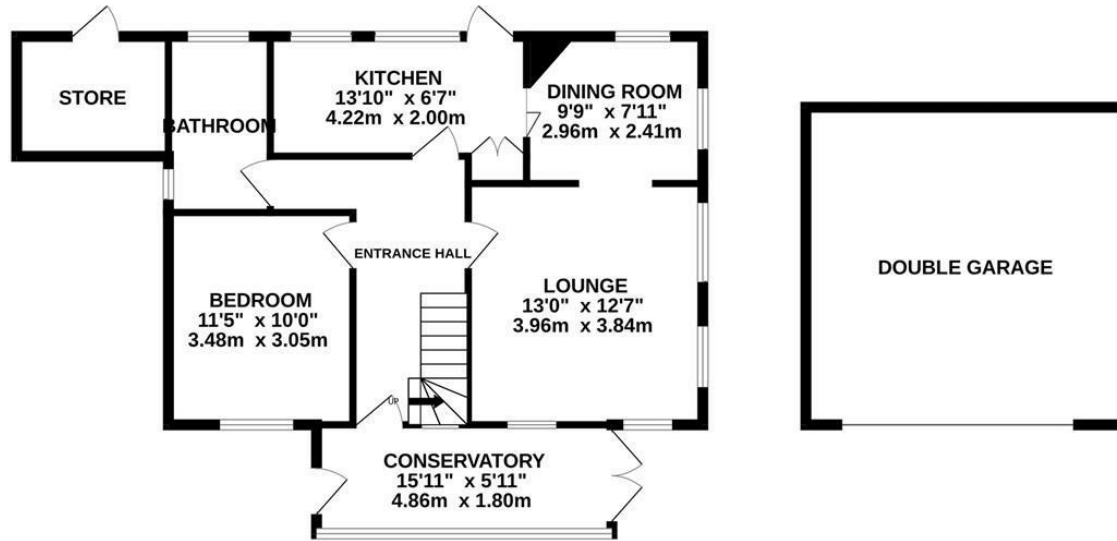 STORE
BATHROOM
KITCHEN
13'10" x 6'7"
4.22m x 2.00m
DINING ROOM
9'9" x 7'11"
2.96m x 2.41m
ENTRANCE HALL
BEDROOM
11'5" x 10'0"
3.48m x 3.05m
LOUNGE
13'0" x 12'7"
3.96m x 3.84m
DOUBLE GARAGE
UP
CONSERVATORY
15'11" x 5'11"
4.86m x 1.80m